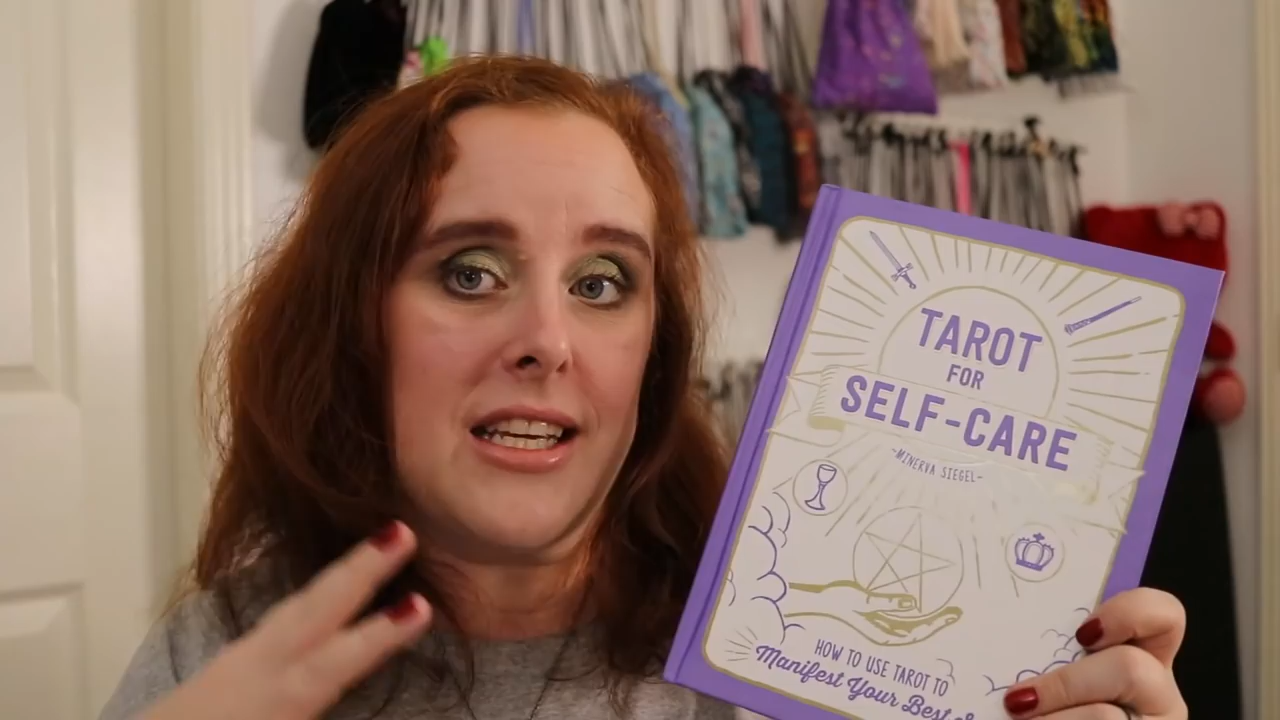 TAROT
FOR
SELF-CARE
~MINERVA SIEGEL~
HOW TO USE TAROT TO
Manifest Your Best